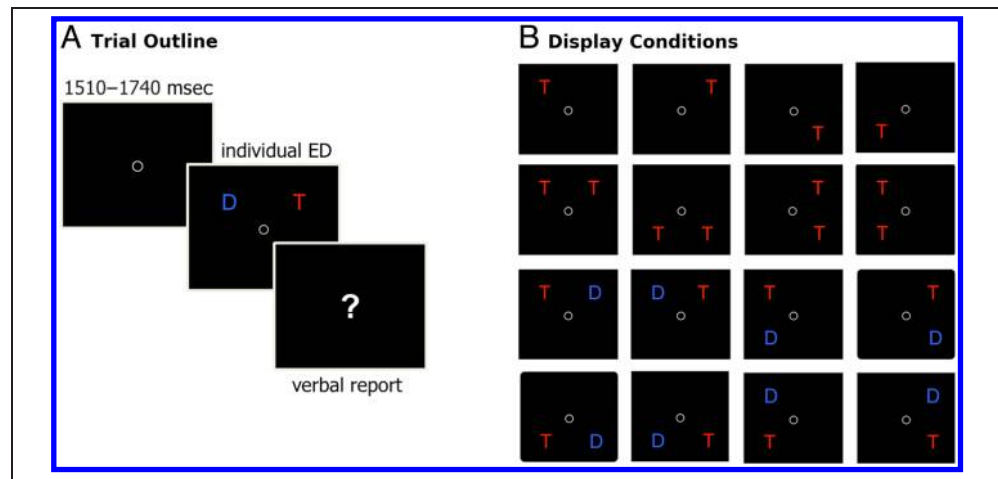 A Trial Outline
1510–1740 msec
individual ED
D T
?
verbal report
B Display Conditions
T T T T
T T T T T T T T
T D D T T D T D
T D D T D T D T